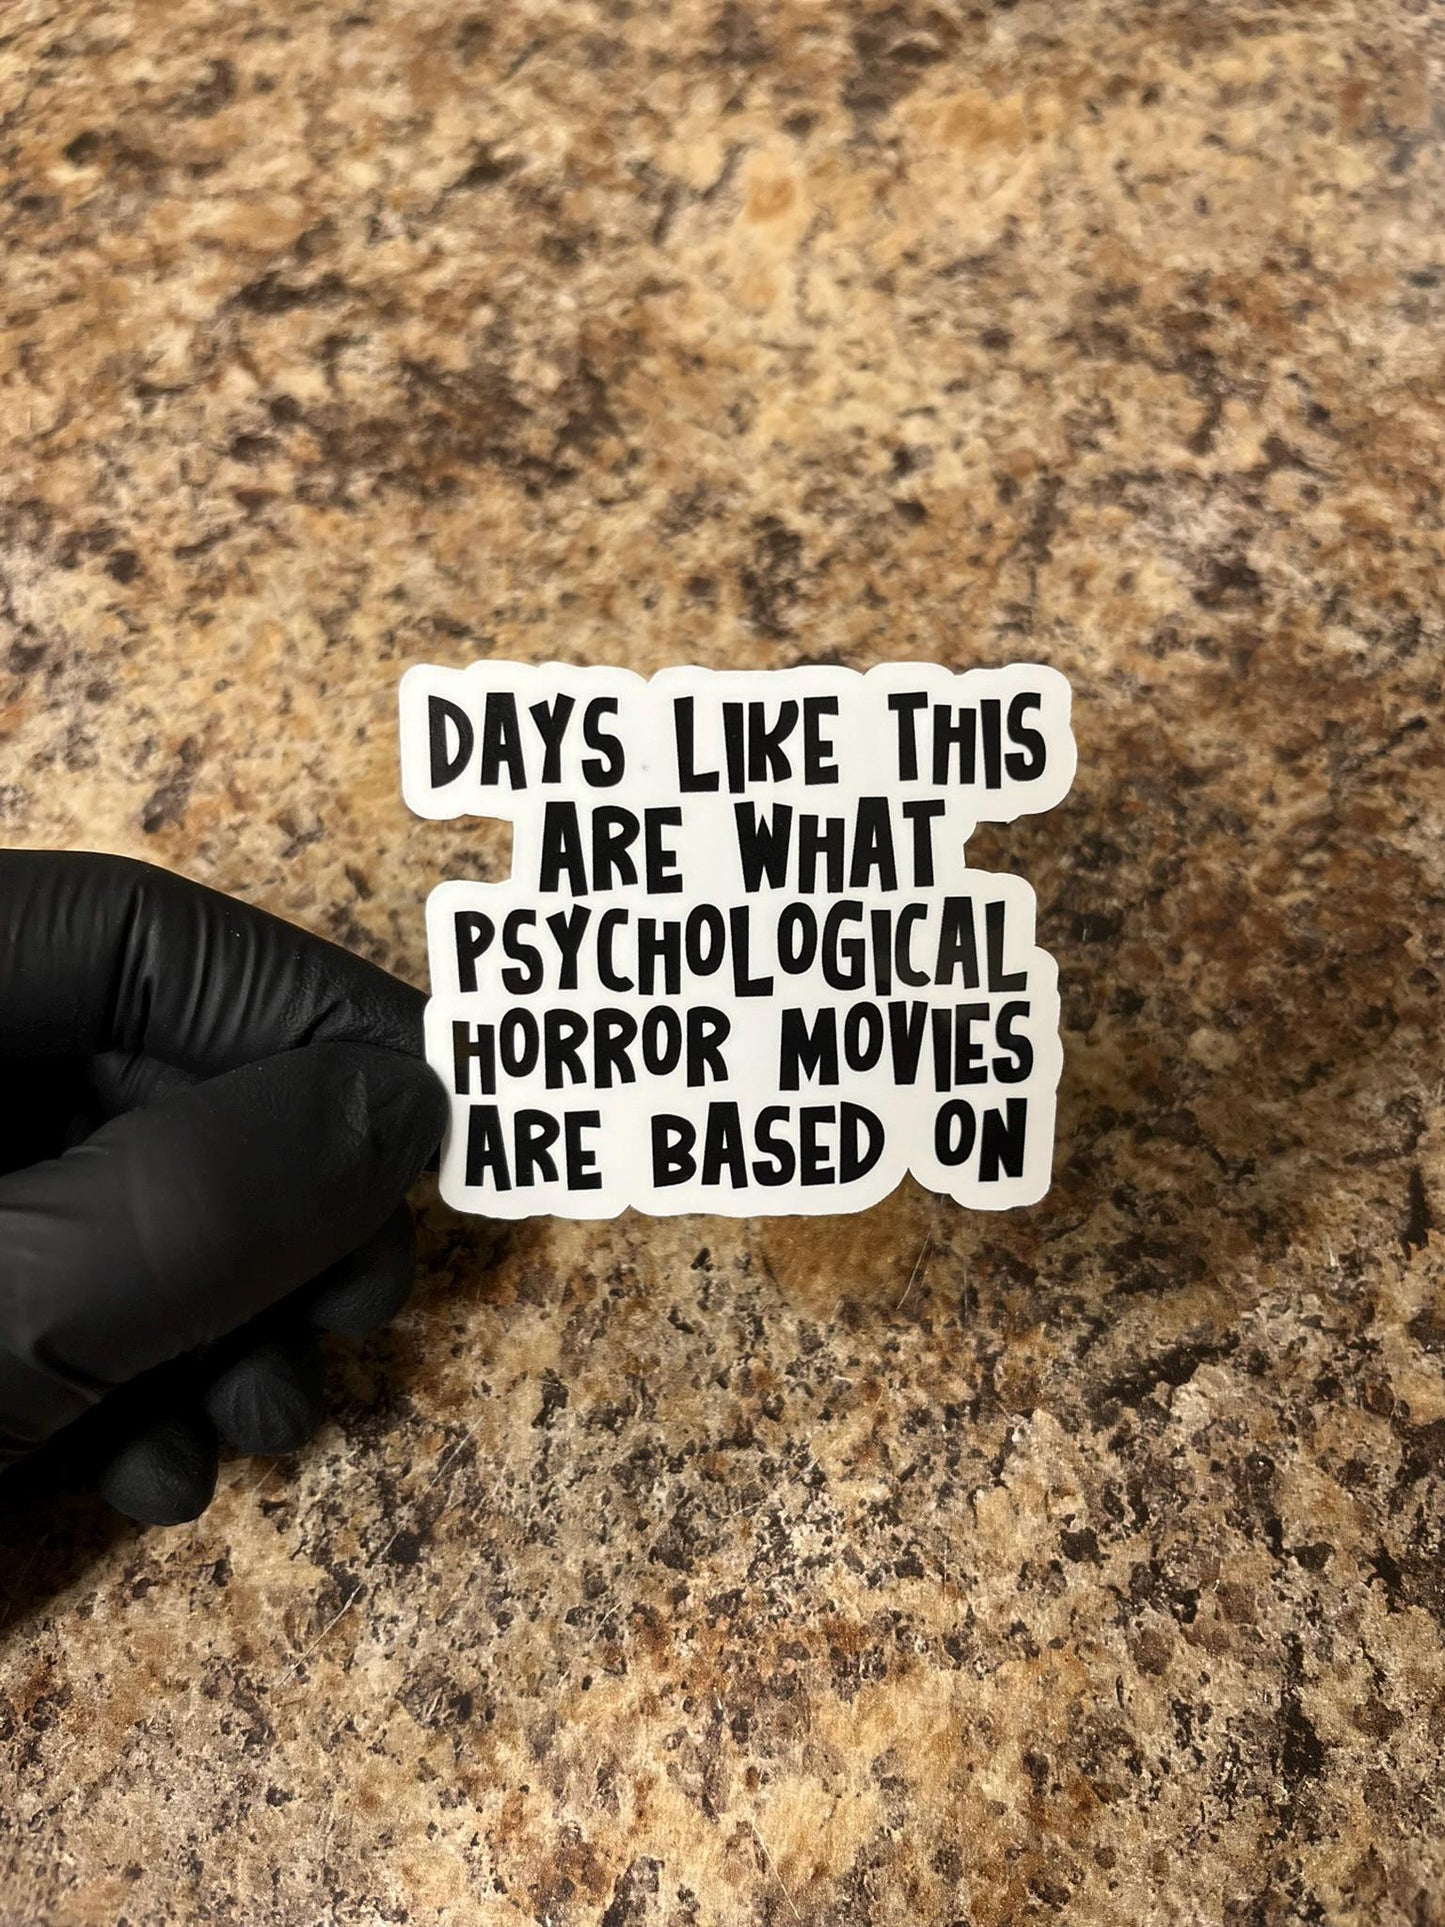 DAYS LIKE THIS
ARE WHAT
PSYCHOLOGICAL
HORROR MOVIES
ARE BASED ON